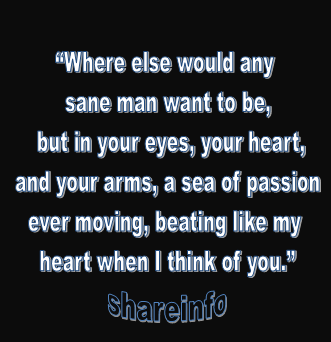 “Where else would any
sane man want to be,
but in your eyes, your heart,
and your arms, a sea of passion
ever moving, beating like my
heart when I think of you.”
shareinfo